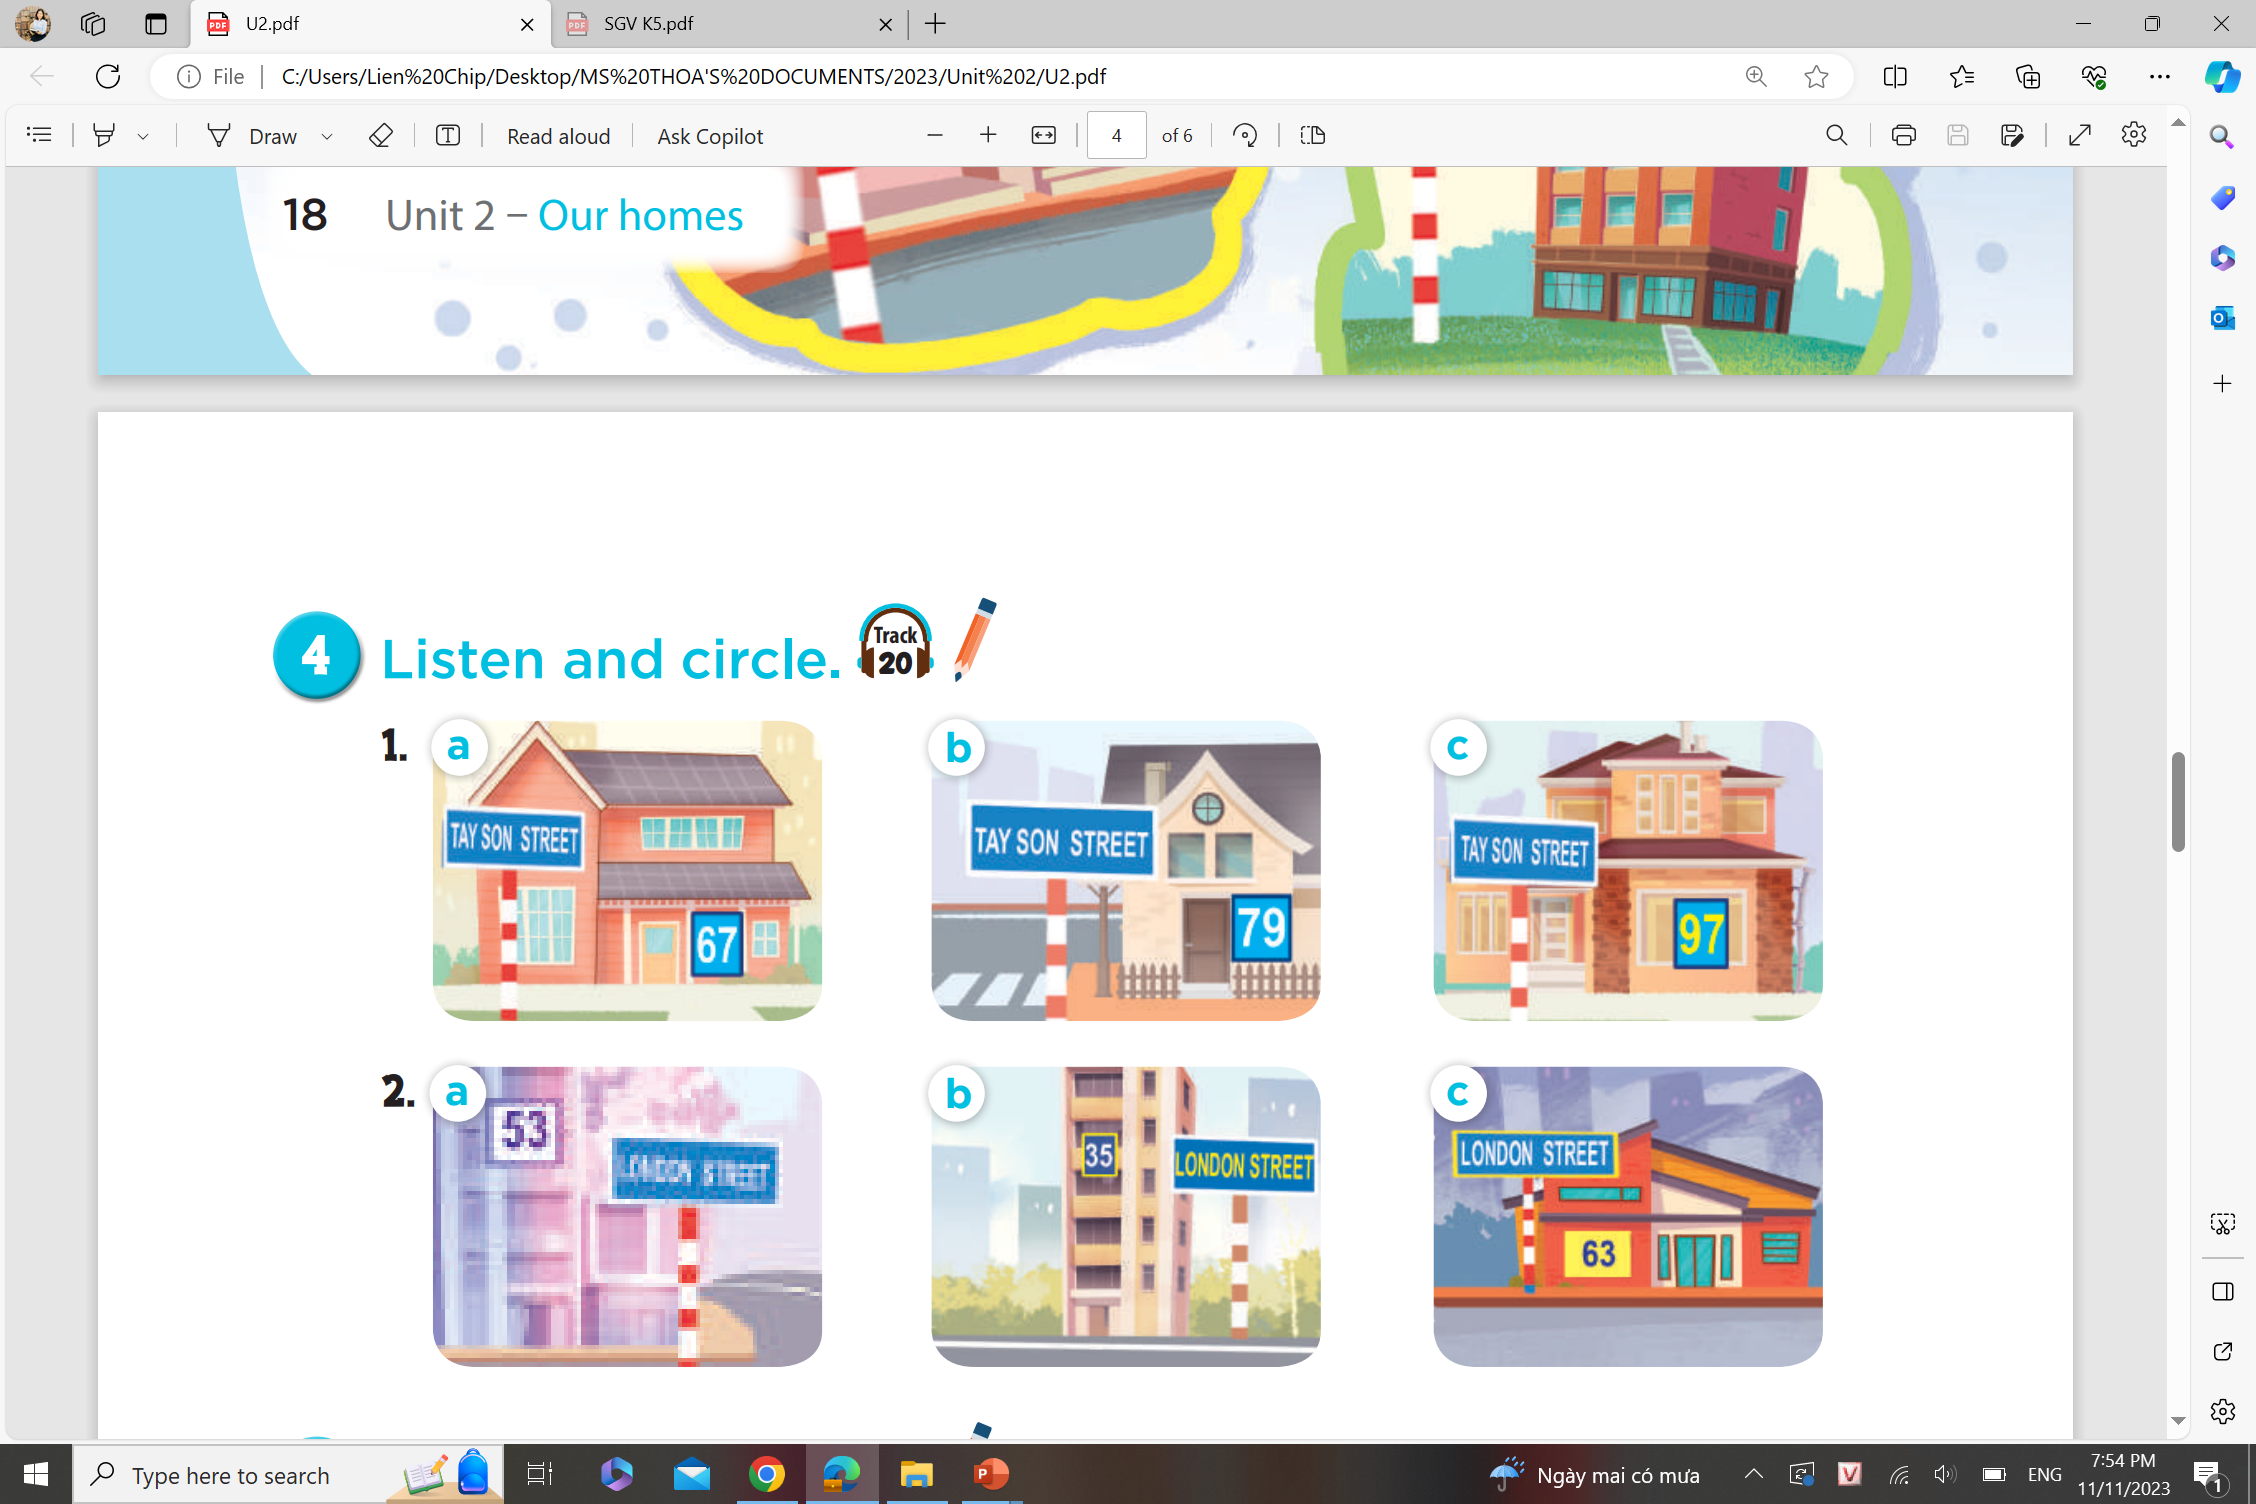 U2.pdf
SGV K5.pdf
File
C:/Users/Lien%20Chip/Desktop/MS%20THOA'S%20DOCUMENTS/2023/Unit%202/U2.pdf
Draw
Read aloud
Ask Copilot
4
of 6
18 Unit 2 – Our homes
4 Listen and circle. Track 20
1. a b c
TAY SON STREET
67
TAY SON STREET
79
TAY SON STREET
97
2. a b c
53
LONDON STREET
35
LONDON STREET
LONDON STREET
63
Type here to search
Ngày mai có mưa
ENG
7:54 PM
11/11/2023
1